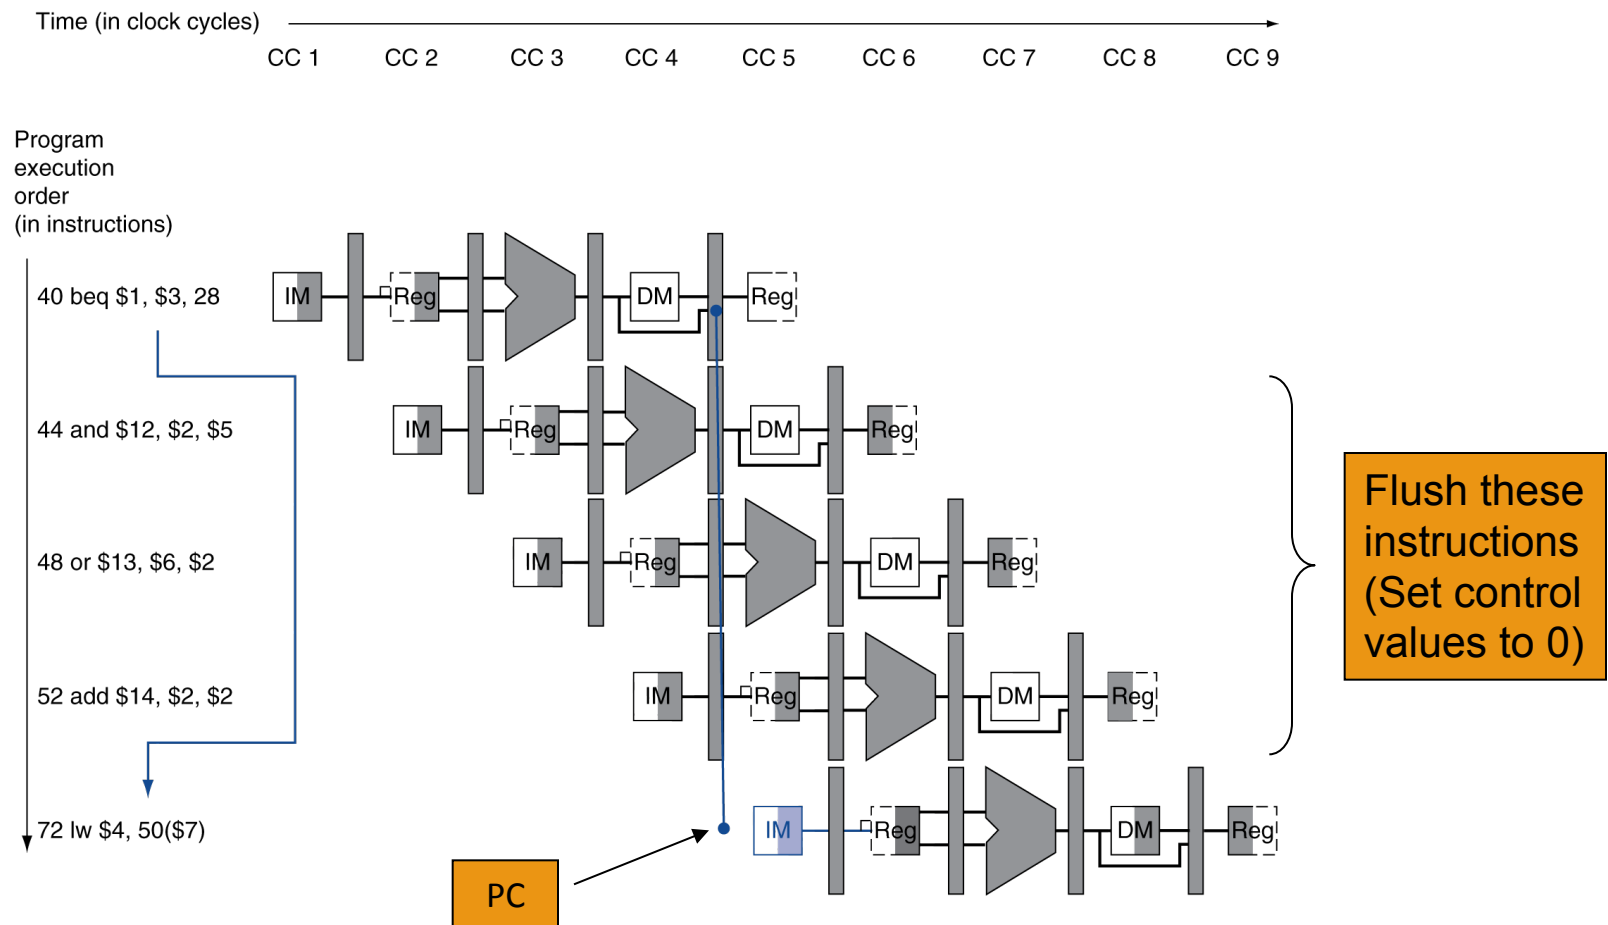 Time (in clock cycles)
CC 1 CC 2 CC 3 CC 4 CC 5 CC 6 CC 7 CC 8 CC 9
Program
execution
order
(in instructions)
40 beq $1, $3, 28
IM Reg DM Reg
44 and $12, $2, $5
IM Reg DM Reg
48 or $13, $6, $2
IM Reg DM Reg
52 add $14, $2, $2
IM Reg DM Reg
72 lw $4, 50($7)
IM Reg DM Reg
PC
Flush these
instructions
(Set control
values to 0)